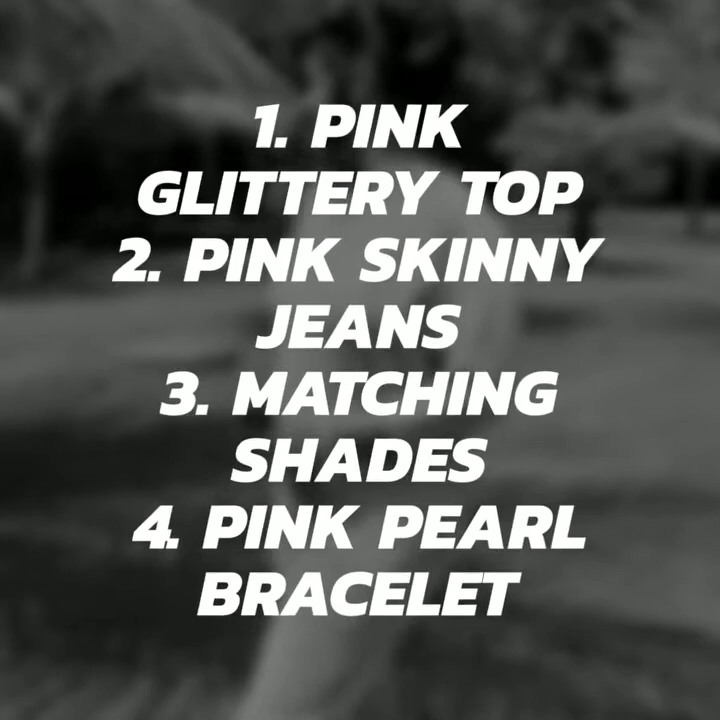 1. PINK
GLITTERY TOP
2. PINK SKINNY
JEANS
3. MATCHING
SHADES
4. PINK PEARL
BRACELET